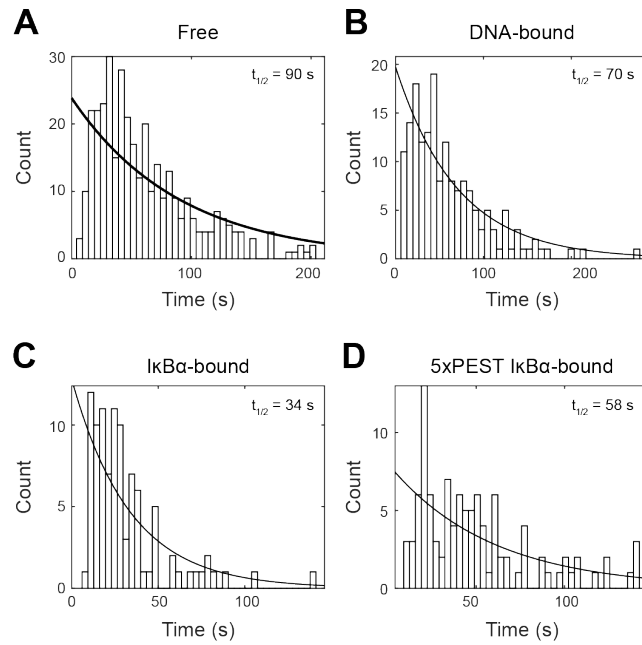 A
Free
t1/2 = 90 s
30
20
10
0
Count
0 100 200
Time (s)
B
DNA-bound
t1/2 = 70 s
20
15
10
5
0
Count
0 100 200
Time (s)
C
IκBα-bound
t1/2 = 34 s
10
5
0
Count
0 50 100
Time (s)
D
5xPEST IκBα-bound
t1/2 = 58 s
10
5
0
Count
50 100
Time (s)